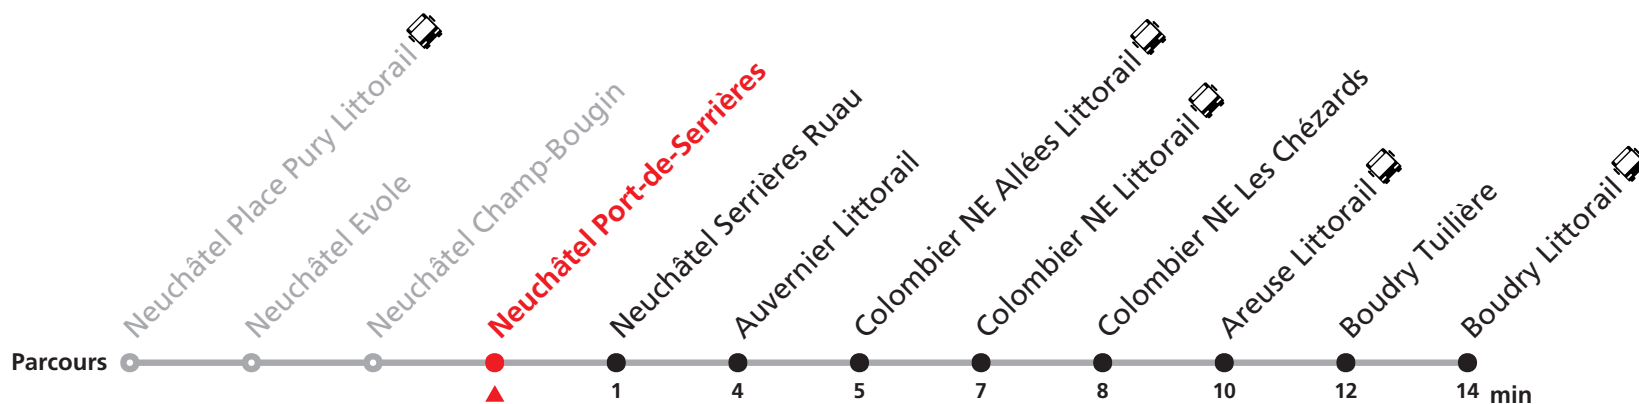 Neuchâtel Place Pury Littorail
Neuchâtel Evole
Neuchâtel Champ-Bougin
Neuchâtel Port-de-Serrières
Neuchâtel Serrières Ruau
Auvernier Littorail
Colombier NE Allées Littorail
Colombier NE Littorail
Colombier NE Les Chézards
Areuse Littorail
Boudry Tuilière
Boudry Littorail
Parcours
1 4 5 7 8 10 12 14 min